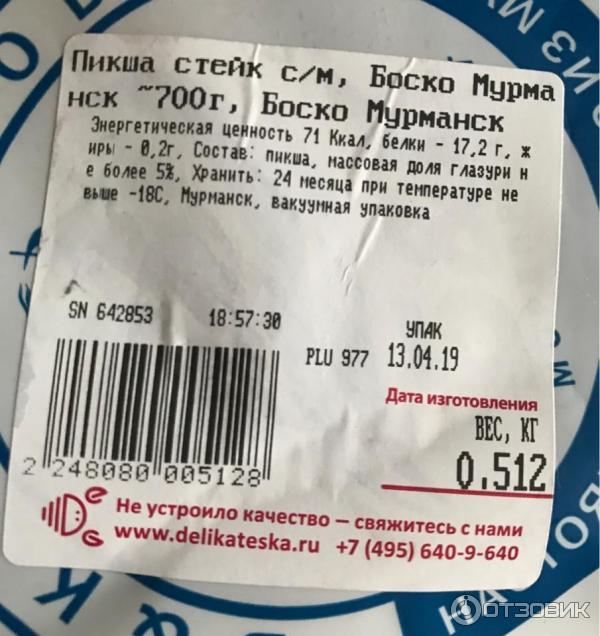 Пикша стейк с/м, Боско Мурма
нск ~700г, Боско Мурманск
Энергетическая ценность 71 Ккал, белки - 17,2 г, ж
иры - 0,2г, Состав: пикша, массовая доля глазури н
е более 5%, Хранить: 24 месяца при температуре не
выше -18С, Мурманск, вакуумная упаковка
SN 642853 18:57:30
УПАК
PLU 977 13.04.19
Дата изготовления
ВЕС, КГ
0.512
2 248080 005128
Не устроило качество — свяжитесь с нами
www.delikateska.ru +7 (495) 640-9-640
ОТЗОВИК